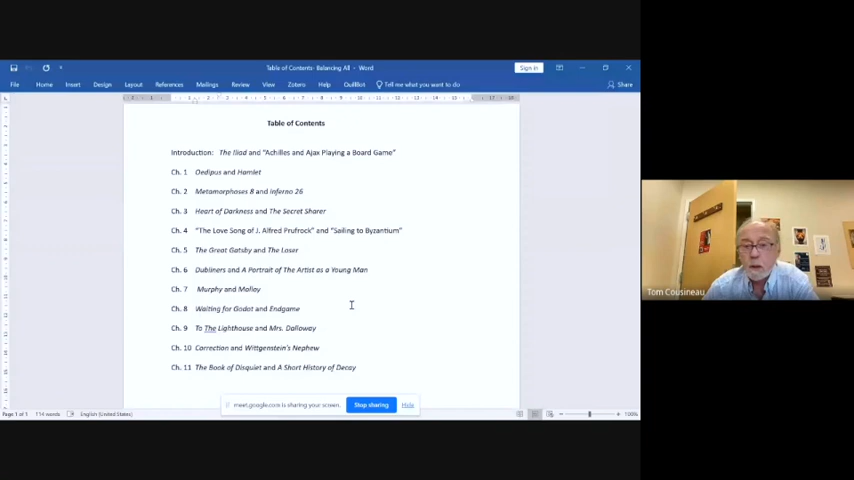 Table of Contents- Balancing All - Word
Sign in
File Home Insert Design Layout References Mailings Review View Zotero Help OuillBot Tell me what you want to do
Share
Table of Contents
Introduction: The Iliad and "Achilles and Ajax Playing a Board Game"
Ch. 1 Oedipus and Hamlet
Ch. 2 Metamorphoses 8 and Inferno 26
Ch. 3 Heart of Darkness and The Secret Sharer
Ch. 4 "The Love Song of J. Alfred Prufrock" and "Sailing to Byzantium"
Ch. 5 The Great Gatsby and The Loser
Ch. 6 Dubliners and A Portrait of The Artist as a Young Man
Ch. 7 Murphy and Molloy
Ch. 8 Waiting for Godot and Endgame
Ch. 9 To The Lighthouse and Mrs. Dalloway
Ch. 10 Correction and Wittgenstein's Nephew
Ch. 11 The Book of Disquiet and A Short History of Decay
meet.google.com is sharing your screen. Stop sharing Hide
Page 1 of 1 114 words English (United States) 100%
Tom Cousineau